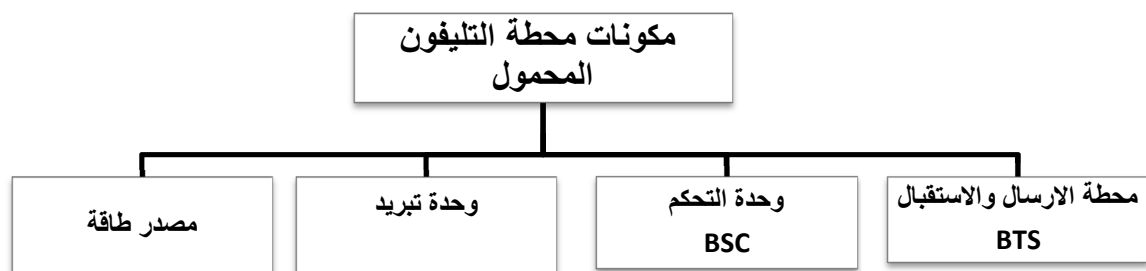 مكونات محطة التليفون
المحمول
محطة الارسال والاستقبال
BTS
وحدة التحكم
BSC
وحدة تبريد
مصدر طاقة